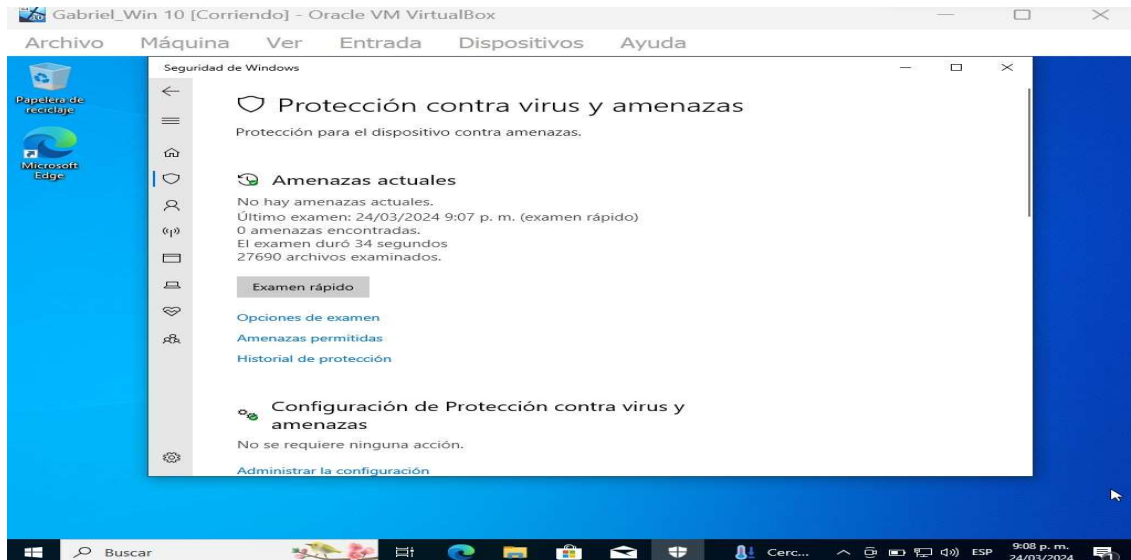 Gabriel_Win 10 [Corriendo] - Oracle VM VirtualBox
Archivo Máquina Ver Entrada Dispositivos Ayuda
Papelera de
reciclaje
Microsoft
Edge
Seguridad de Windows
Protección contra virus y amenazas
Protección para el dispositivo contra amenazas.
Amenazas actuales
No hay amenazas actuales.
Último examen: 24/03/2024 9:07 p. m. (examen rápido)
0 amenazas encontradas.
El examen duró 34 segundos
27690 archivos examinados.
Examen rápido
Opciones de examen
Amenazas permitidas
Historial de protección
Configuración de Protección contra virus y
amenazas
No se requiere ninguna acción.
Administrar la configuración
Buscar
Cerc...
ESP
9:08 p. m.
24/03/2024